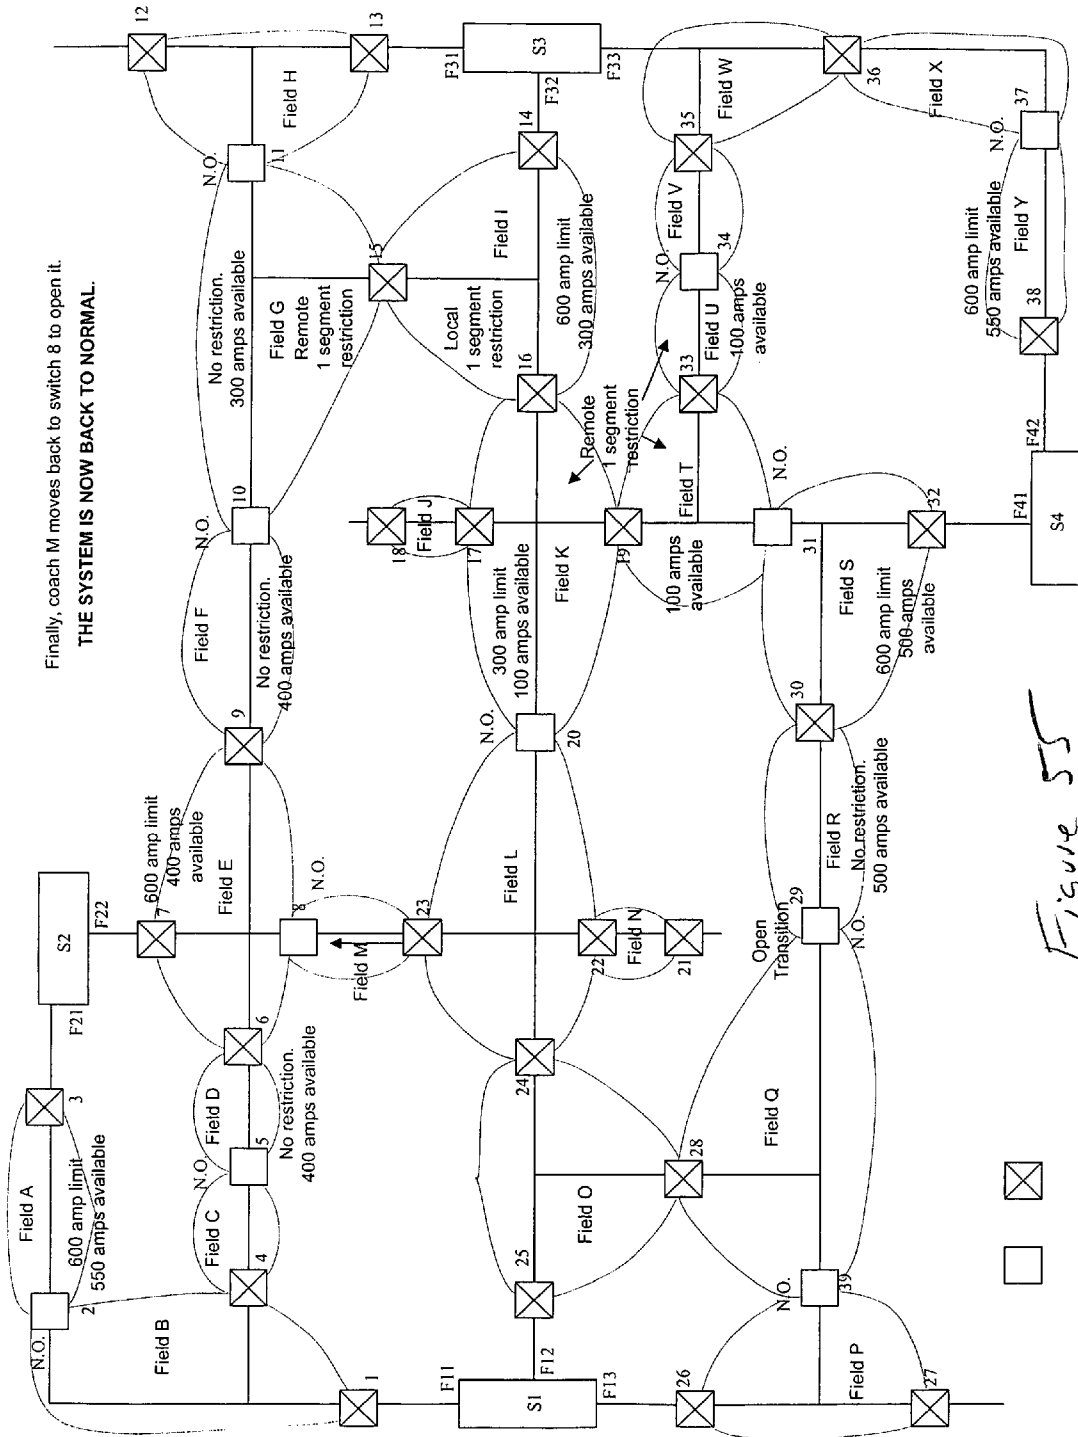 Finally, coach M moves back to switch 8 to open it.
THE SYSTEM IS NOW BACK TO NORMAL.
12
13
F31
S3
F33
F32
Field H
N.O.
11
No restriction.
300 amps available
Field G
Remote
1 segment
restriction
15
14
Field I
Local
1 segment
restriction
600 amp limit
300 amps available
16
Field W
35
Field V
N.O.
34
Field U
100 amps
available
33
36
Field X
37
N.O.
600 amp limit
550 amps available
Field Y
38
F42
F41
S4
S2
F22
F21
N.O.
10
Field F
No restriction.
400 amps available
9
600 amp limit
400 amps
available
7
Field E
8
N.O.
Field J
18
17
300 amp limit
100 amps available
Field K
Remote
1 segment
restriction
19
Field T
100 amps
available
N.O.
31
32
Field S
600 amp limit
500 amps
available
30
N.O.
20
Field L
23
Field M
Field N
22
21
Field R
No restriction.
500 amps available
29
N.O.
Open
Transition
3
Field A
600 amp limit
550 amps available
2
N.O.
Field B
6
Field D
No restriction.
400 amps available
5
N.O.
Field C
4
1
F11
S1
F12
F13
24
25
Field O
28
Field Q
N.O.
39
26
Field P
27
Figure 55